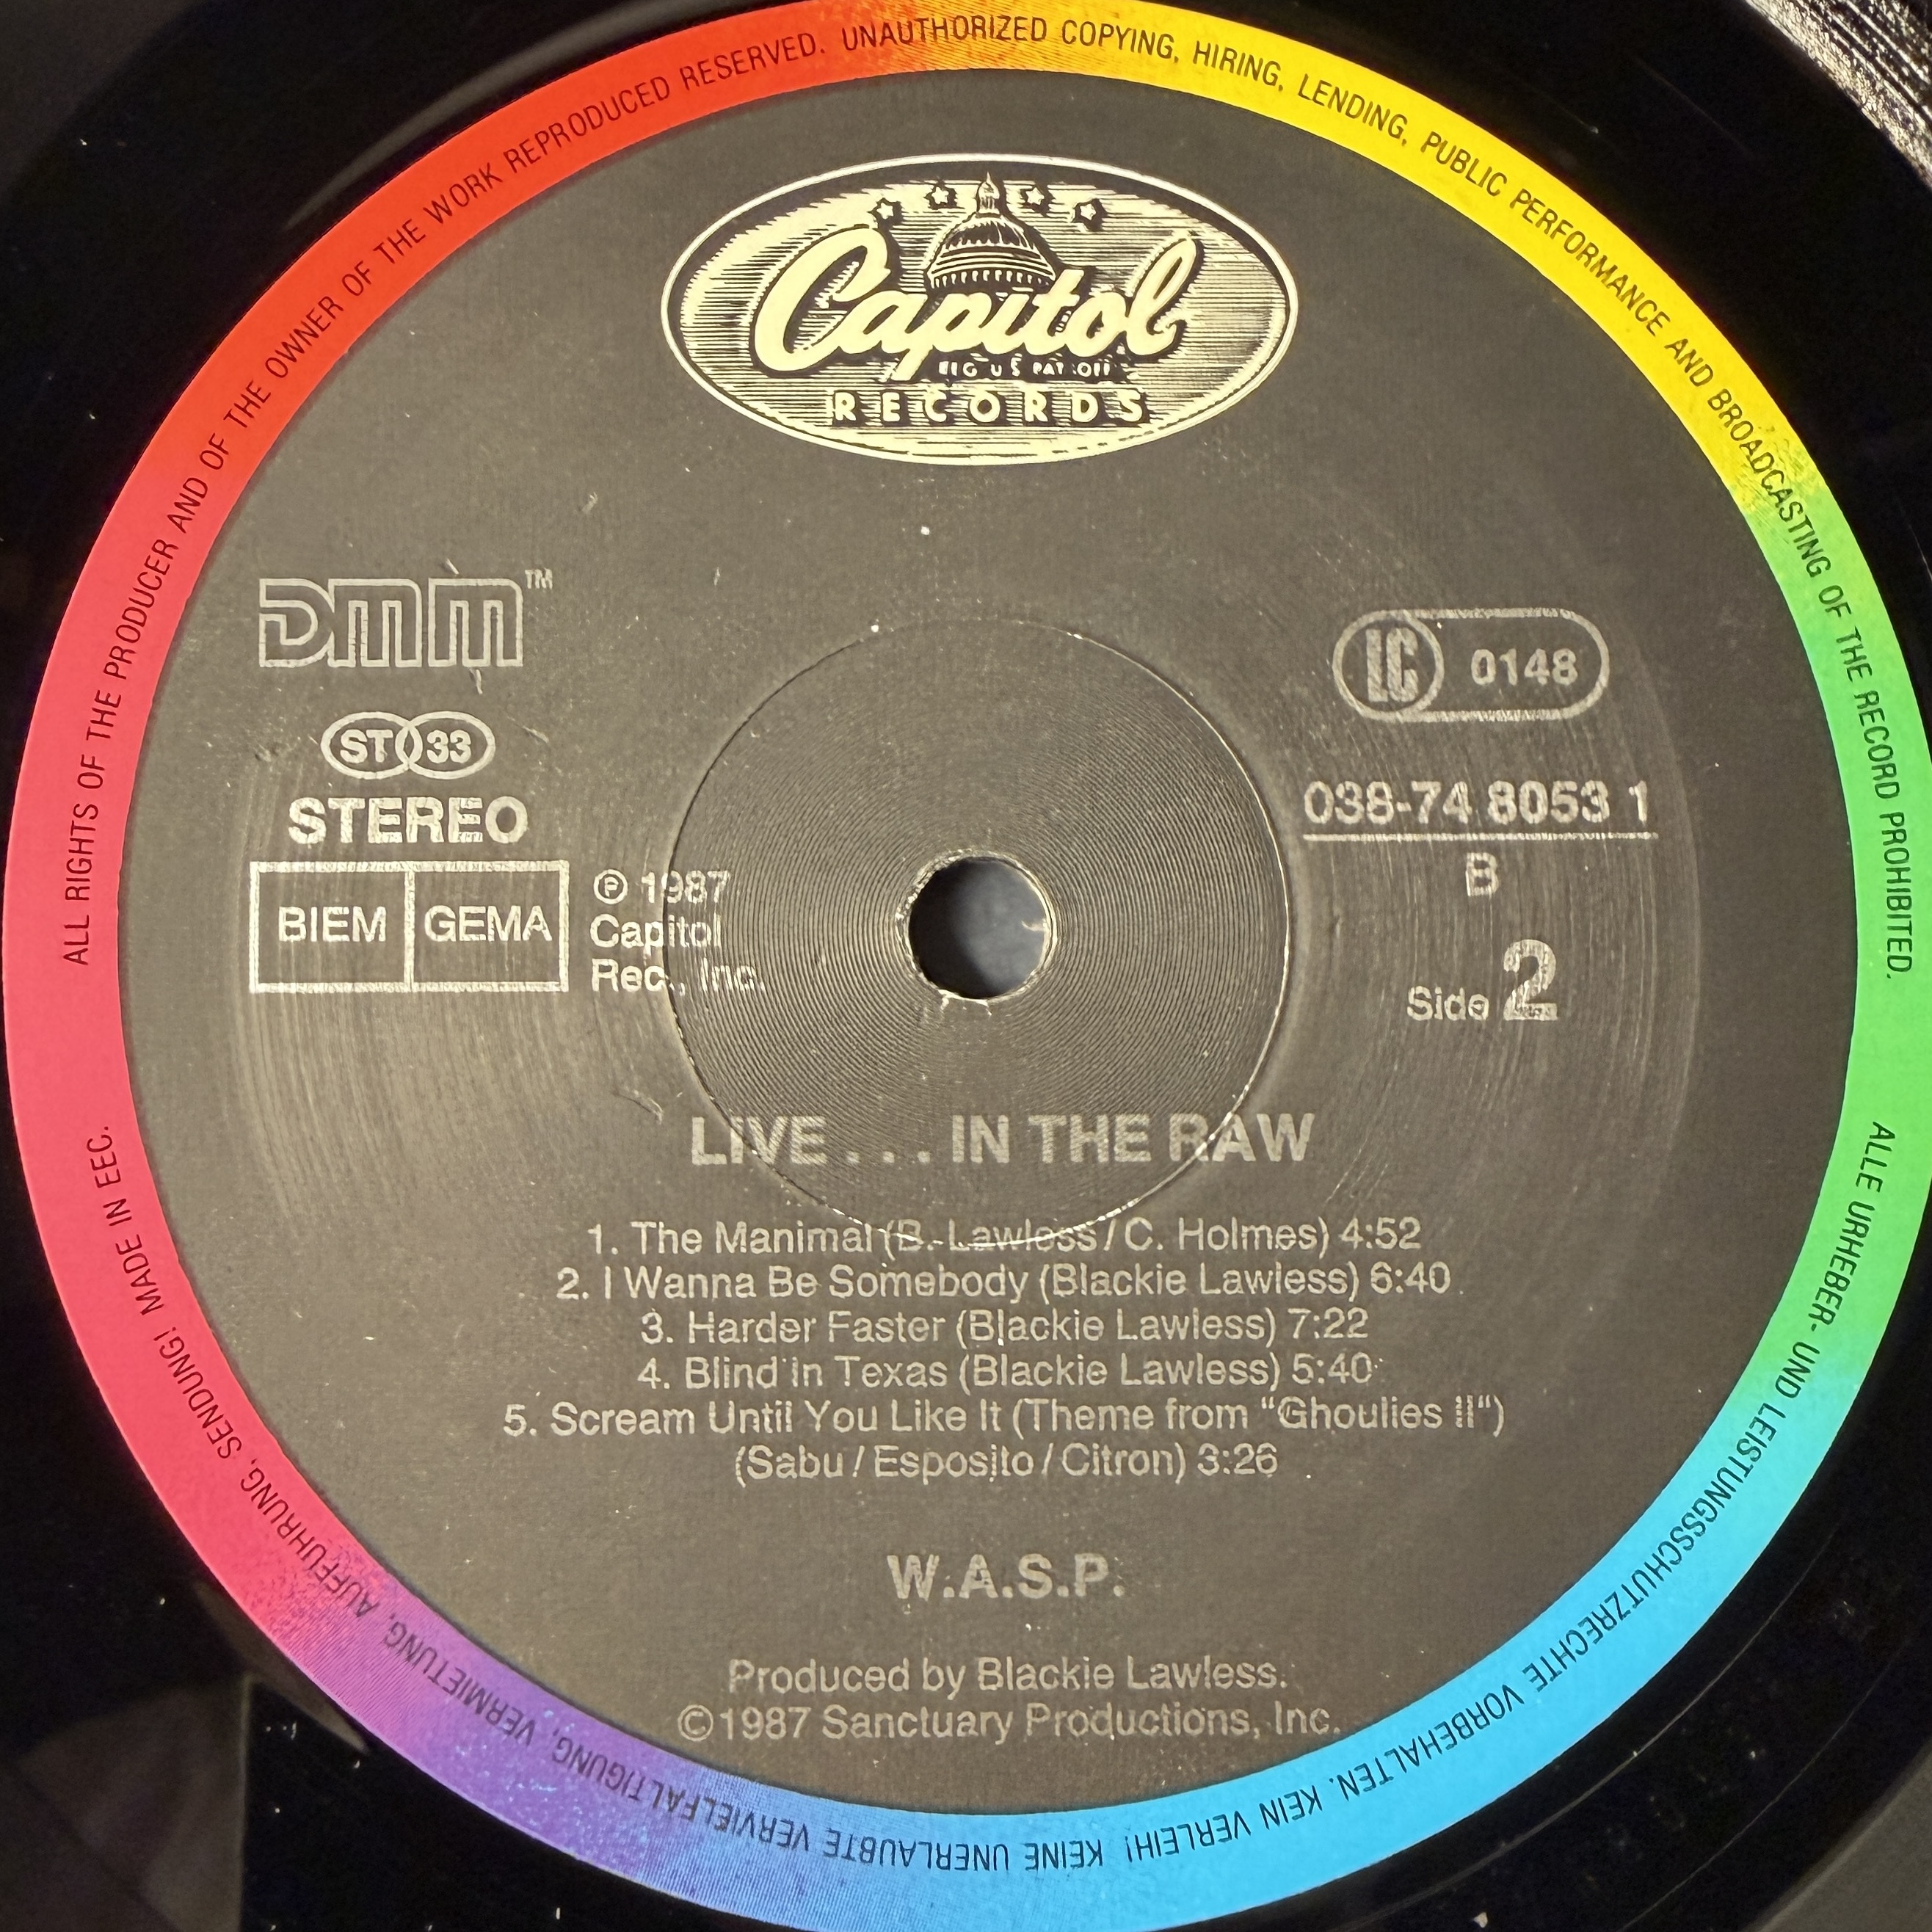 ALL RIGHTS OF THE PRODUCER AND OF THE OWNER OF THE WORK REPRODUCED RESERVED. UNAUTHORIZED COPYING, HIRING, LENDING, PUBLIC PERFORMANCE AND BROADCASTING OF THE RECORD PROHIBITED.
Capitol
REG U S PAT OFF
RECORDS
DMM™
LC 0148
ST 33
STEREO
038-74 8053 1
B
BIEM GEMA
℗ 1987
Capitol
Rec., Inc.
Side 2
LIVE . . . IN THE RAW
1. The Manimal (B. Lawless / C. Holmes) 4:52
2. I Wanna Be Somebody (Blackie Lawless) 6:40
3. Harder Faster (Blackie Lawless) 7:22
4. Blind in Texas (Blackie Lawless) 5:40
5. Scream Until You Like It (Theme from “Ghoulies II“)
(Sabu / Esposito / Citron) 3:26
W.A.S.P.
Produced by Blackie Lawless.
© 1987 Sanctuary Productions, Inc.
ALLE URHEBER- UND LEISTUNGSSCHUTZRECHTE VORBEHALTEN. KEIN VERLEIH! KEINE UNERLAUBTE VERVIELFÄLTIGUNG, VERMIETUNG, AUFFÜHRUNG, SENDUNG! MADE IN EEC.